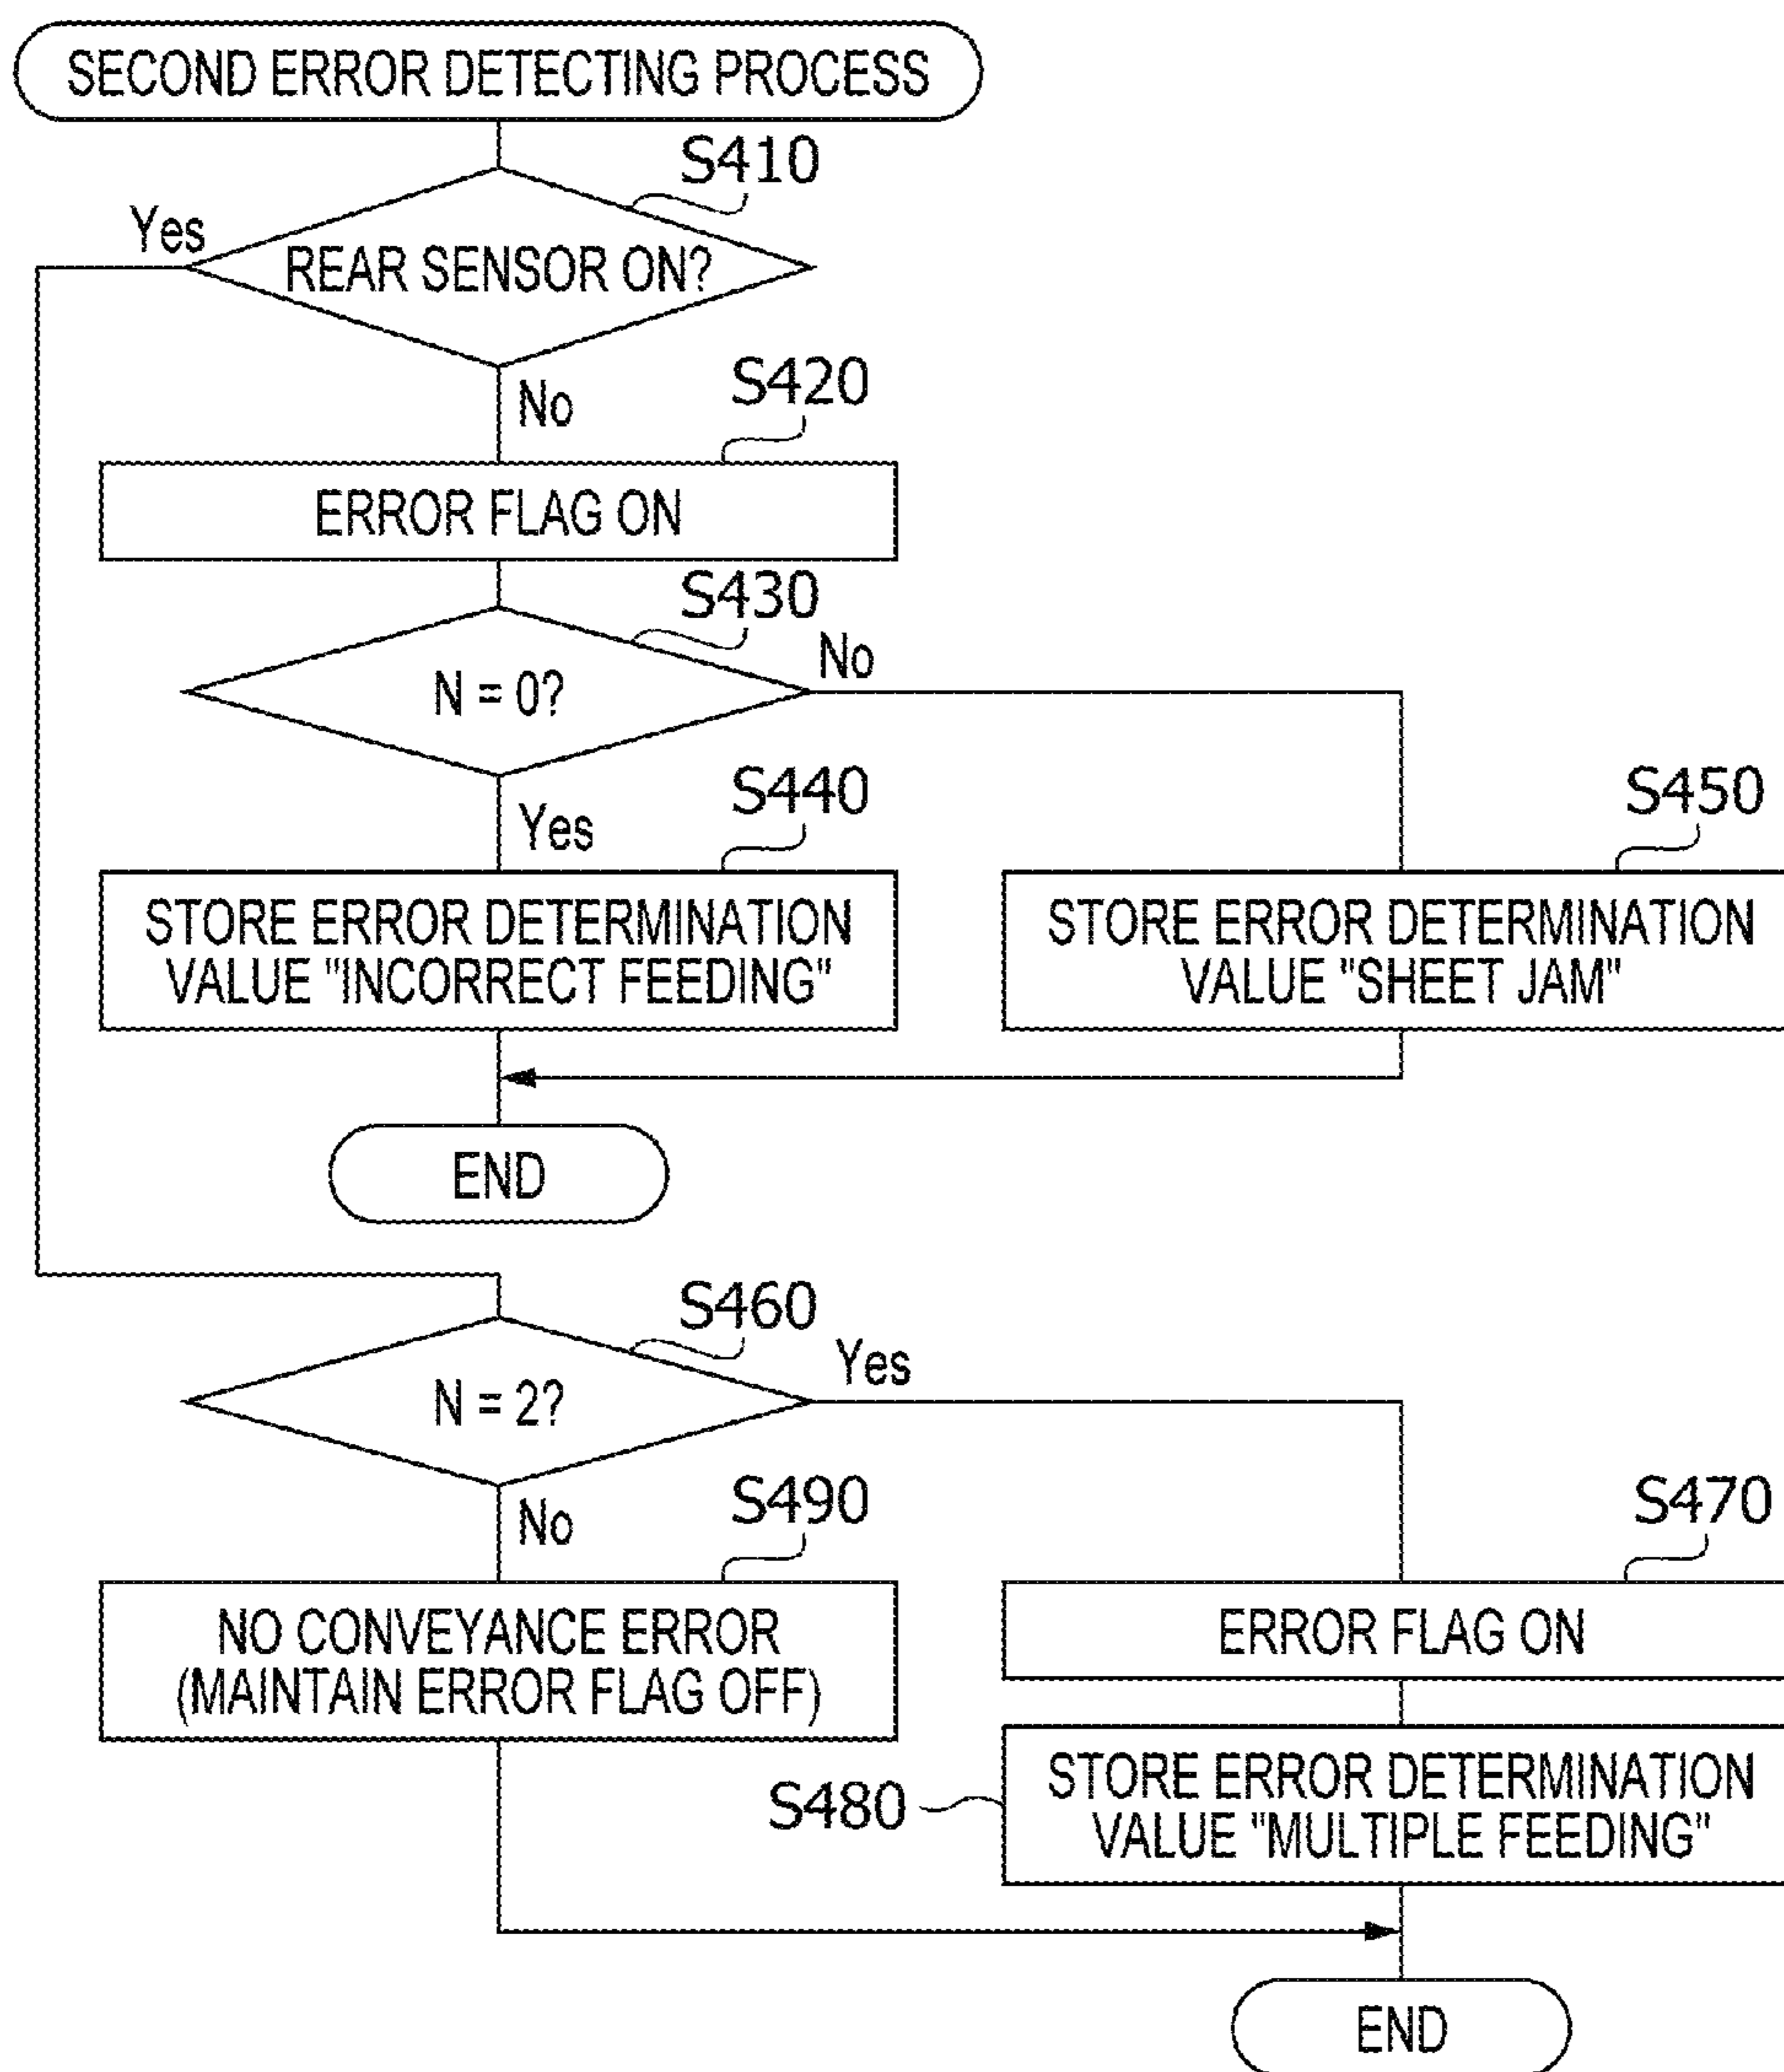 SECOND ERROR DETECTING PROCESS
S410
Yes
REAR SENSOR ON?
No
S420
ERROR FLAG ON
S430
No
N = 0?
Yes
S440
S450
STORE ERROR DETERMINATION
VALUE "INCORRECT FEEDING"
STORE ERROR DETERMINATION
VALUE "SHEET JAM"
END
S460
Yes
N = 2?
No
S490
S470
NO CONVEYANCE ERROR
(MAINTAIN ERROR FLAG OFF)
ERROR FLAG ON
S480
STORE ERROR DETERMINATION
VALUE "MULTIPLE FEEDING"
END